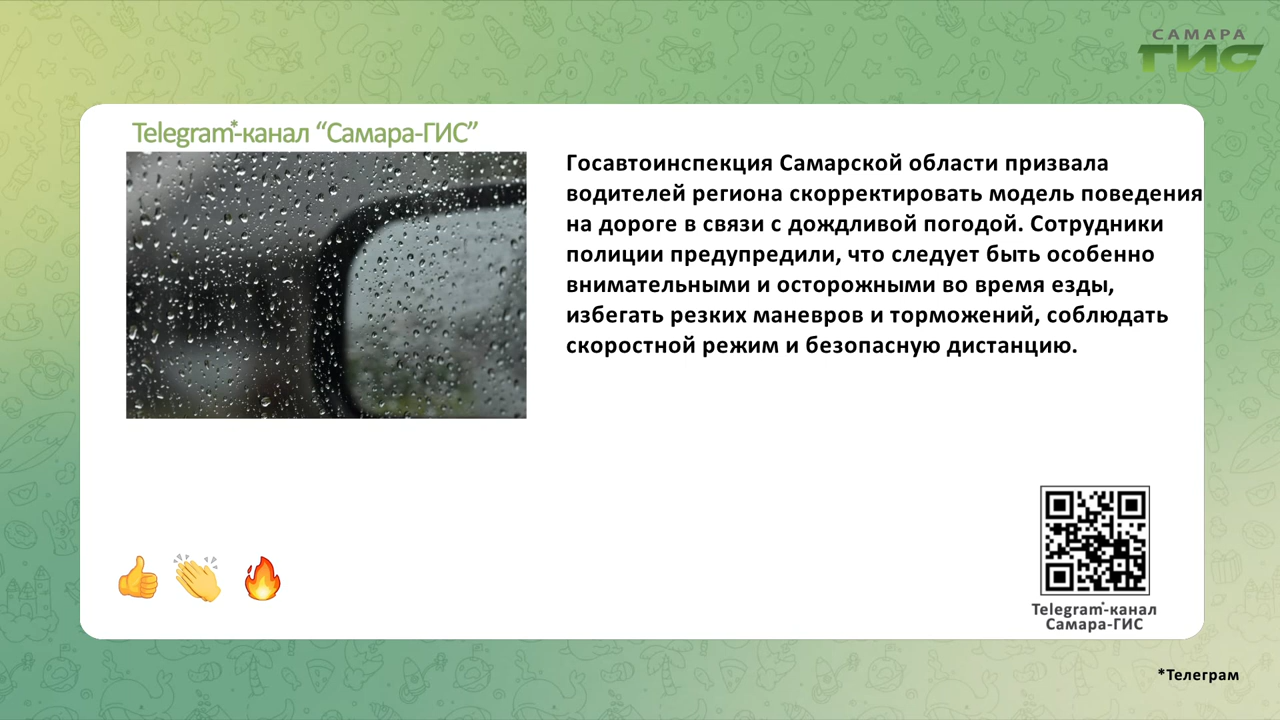 САМАРА
ГИС
Telegram*-канал “Самара-ГИС”
Госавтоинспекция Самарской области призвала
водителей региона скорректировать модель поведения
на дороге в связи с дождливой погодой. Сотрудники
полиции предупредили, что следует быть особенно
внимательными и осторожными во время езды,
избегать резких маневров и торможений, соблюдать
скоростной режим и безопасную дистанцию.
Telegram*-канал
Самара-ГИС
*Телеграм